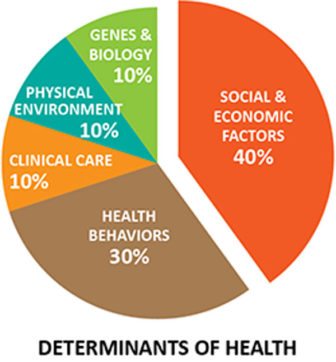 GENES &
BIOLOGY
10%
SOCIAL &
ECONOMIC
FACTORS
40%
PHYSICAL
ENVIRONMENT
10%
CLINICAL CARE
10%
HEALTH
BEHAVIORS
30%
DETERMINANTS OF HEALTH